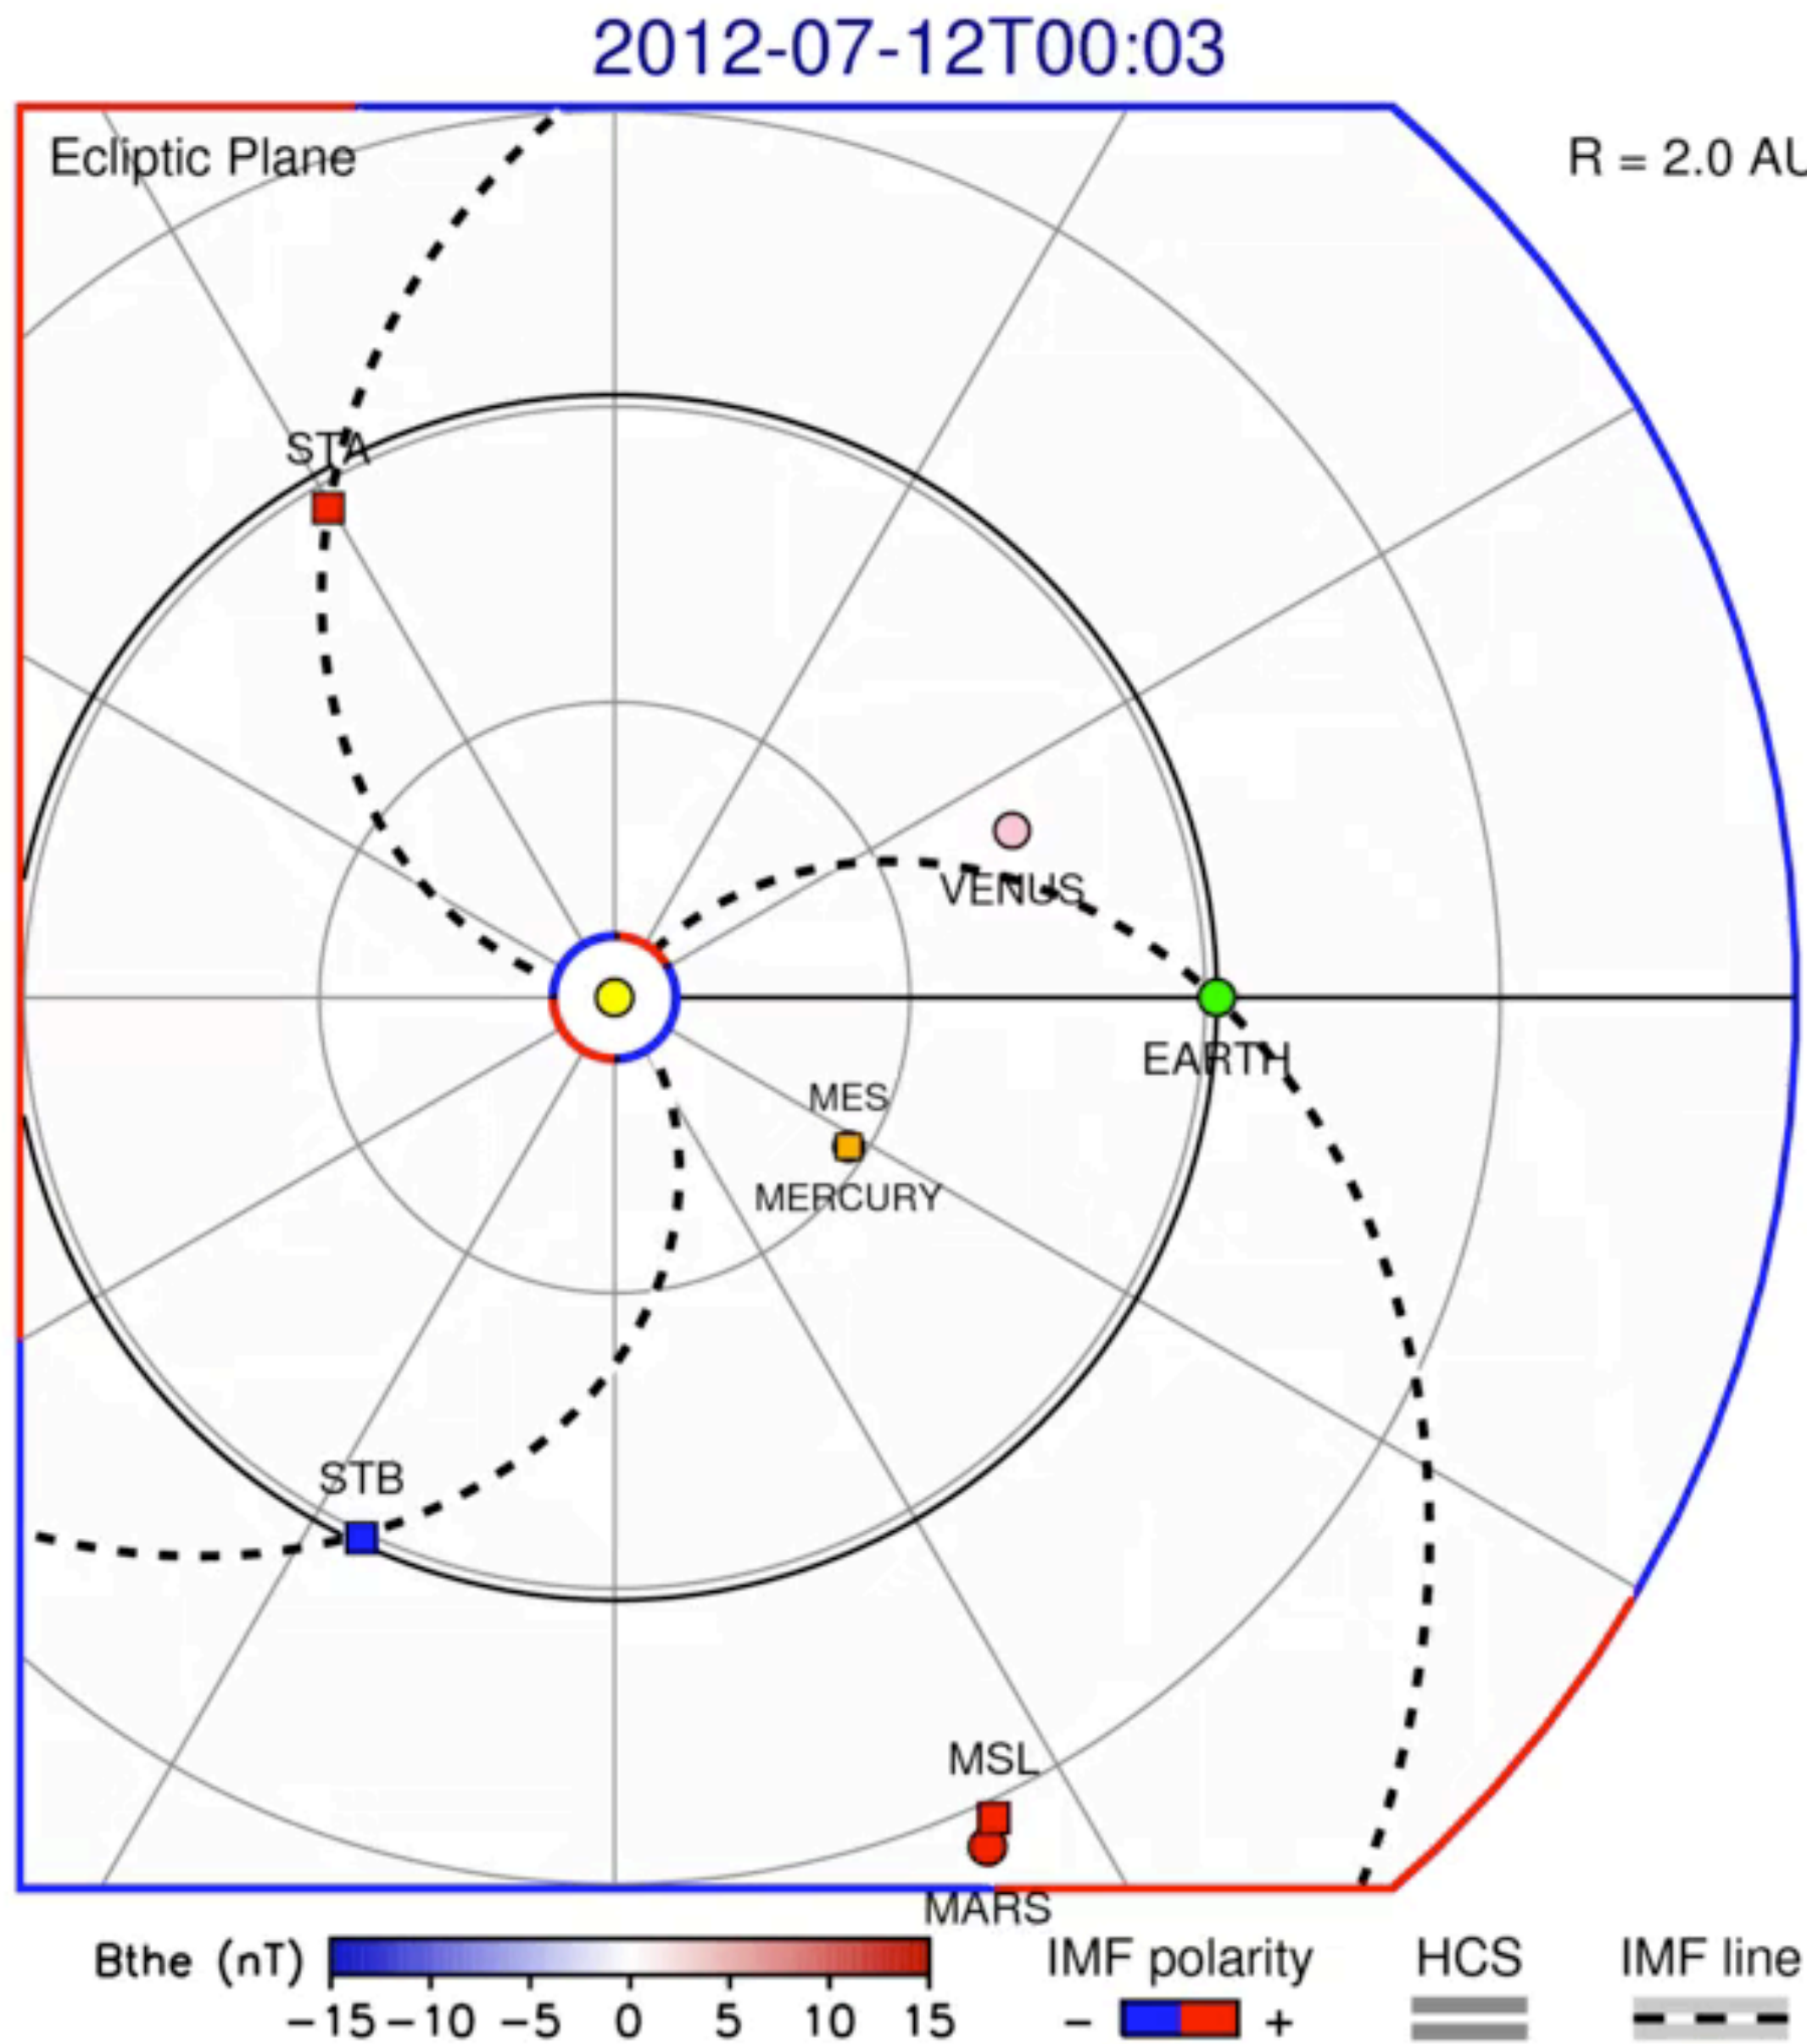 2012-07-12T00:03
Ecliptic Plane
R = 2.0 AU
STA
VENUS
EARTH
MES
MERCURY
STB
MSL
MARS
Bthe (nT)
-15 -10 -5 0 5 10 15
IMF polarity
- +
HCS
IMF line